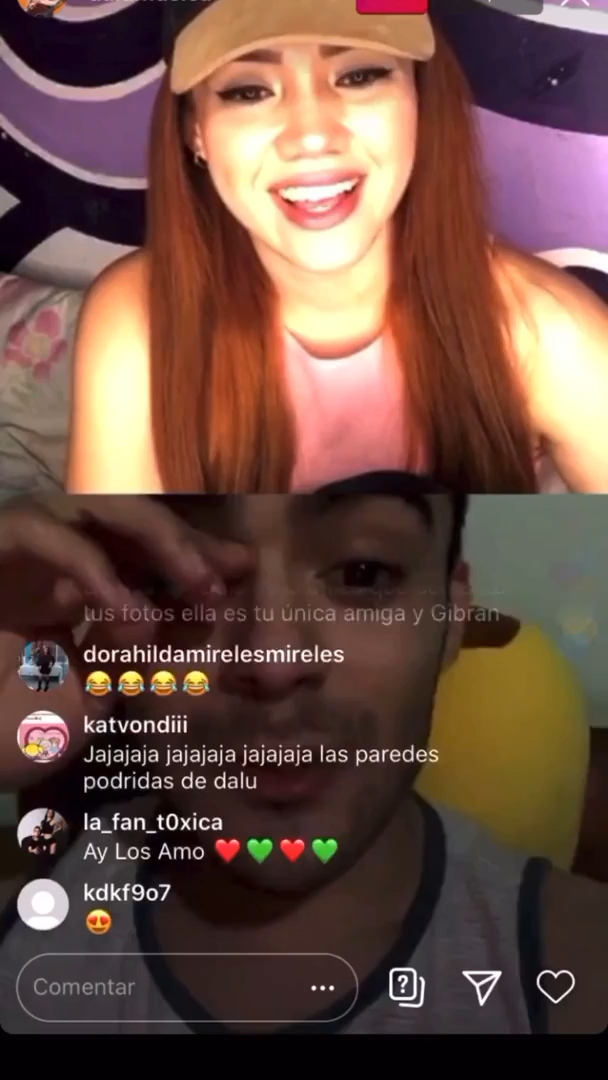 tus fotos ella es tu única amiga y Gibran
dorahildamirelesmireles
😂😂😂😂
katvondiii
Jajajaja jajajaja jajajaja las paredes
podridas de dalu
la_fan_t0xica
Ay Los Amo ❤️💚❤️💚
kdkf9o7
😍
Comentar